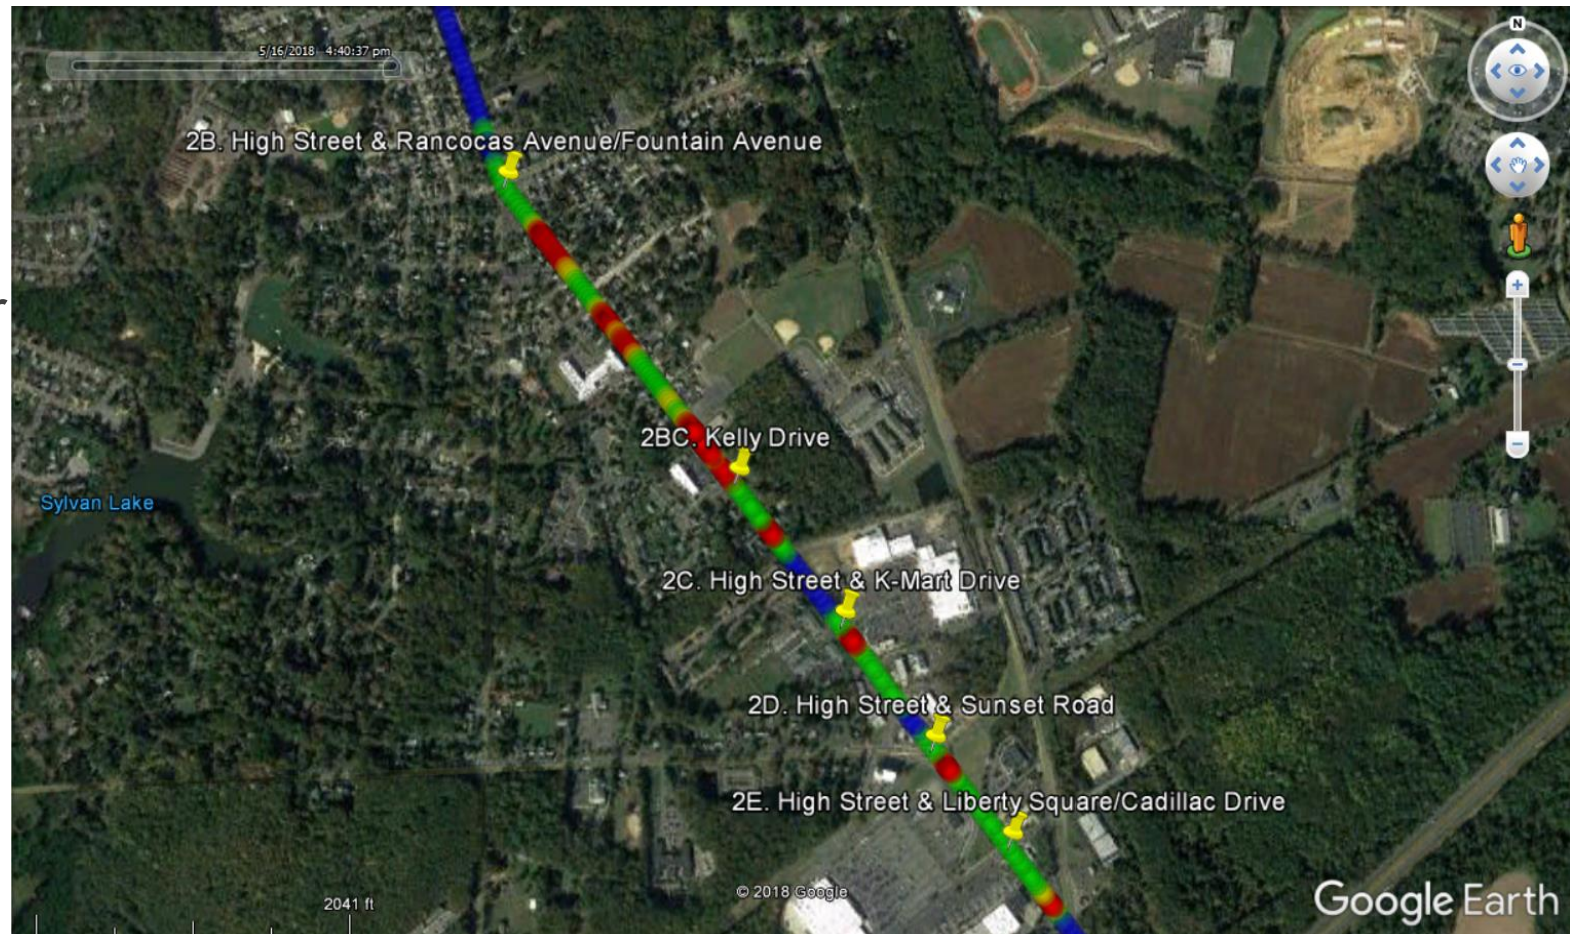 5/16/2018 4:40:37 pm
N
2B. High Street & Rancocas Avenue/Fountain Avenue
2BC. Kelly Drive
Sylvan Lake
2C. High Street & K-Mart Drive
2D. High Street & Sunset Road
2E. High Street & Liberty Square/Cadillac Drive
© 2018 Google
2041 ft
Google Earth